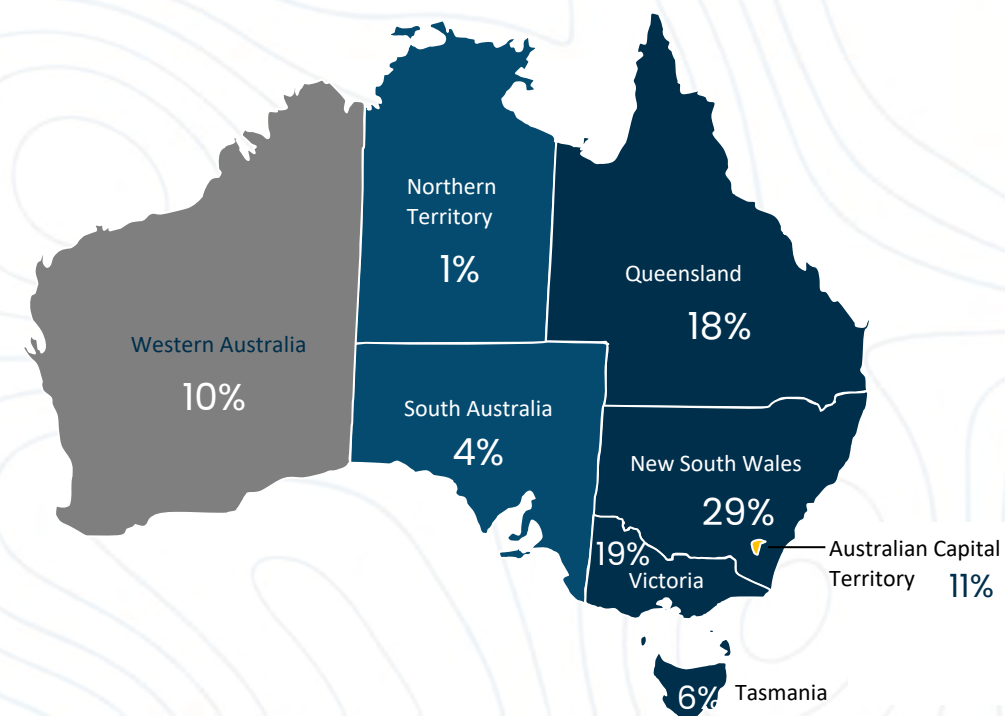 Northern
Territory
1%
Queensland
18%
Western Australia
10%
South Australia
4%
New South Wales
29%
19%
Victoria
Australian Capital
Territory 11%
6% Tasmania